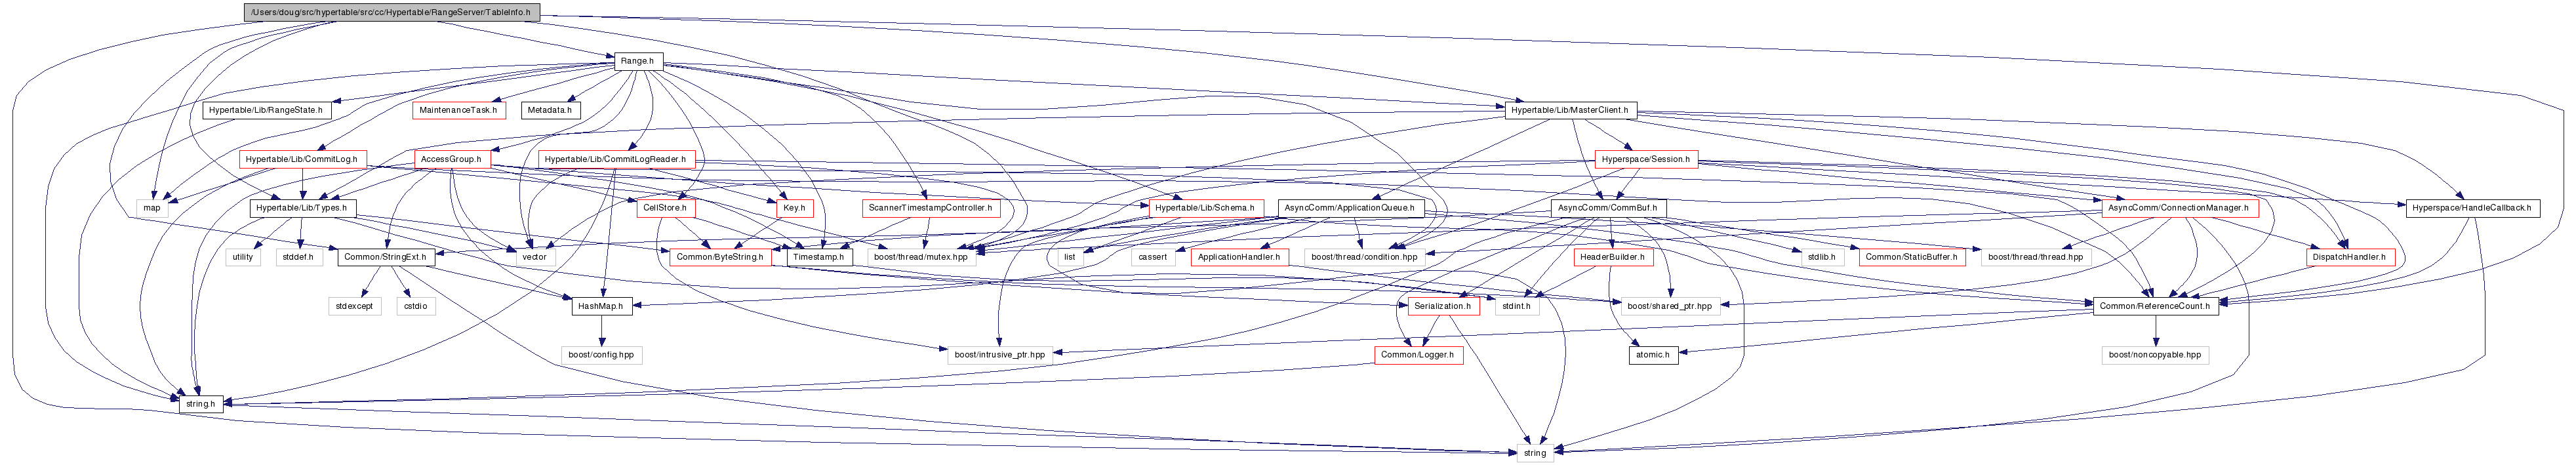 /Users/doug/src/hypertable/src/cc/Hypertable/RangeServer/TableInfo.h
Range.h
Hypertable/Lib/RangeState.h
MaintenanceTask.h
Metadata.h
Hypertable/Lib/MasterClient.h
Hypertable/Lib/CommitLog.h
AccessGroup.h
Hypertable/Lib/CommitLogReader.h
Hyperspace/Session.h
map
Hypertable/Lib/Types.h
CellStore.h
Key.h
ScannerTimestampController.h
Hypertable/Lib/Schema.h
AsyncComm/ApplicationQueue.h
AsyncComm/CommBuf.h
AsyncComm/ConnectionManager.h
Hyperspace/HandleCallback.h
utility
stddef.h
Common/StringExt.h
vector
Common/ByteString.h
Timestamp.h
boost/thread/mutex.hpp
list
cassert
ApplicationHandler.h
boost/thread/condition.hpp
HeaderBuilder.h
stdlib.h
Common/StaticBuffer.h
boost/thread/thread.hpp
DispatchHandler.h
stdexcept
cstdio
HashMap.h
Serialization.h
stdint.h
boost/shared_ptr.hpp
Common/ReferenceCount.h
boost/config.hpp
boost/intrusive_ptr.hpp
Common/Logger.h
atomic.h
boost/noncopyable.hpp
string.h
string